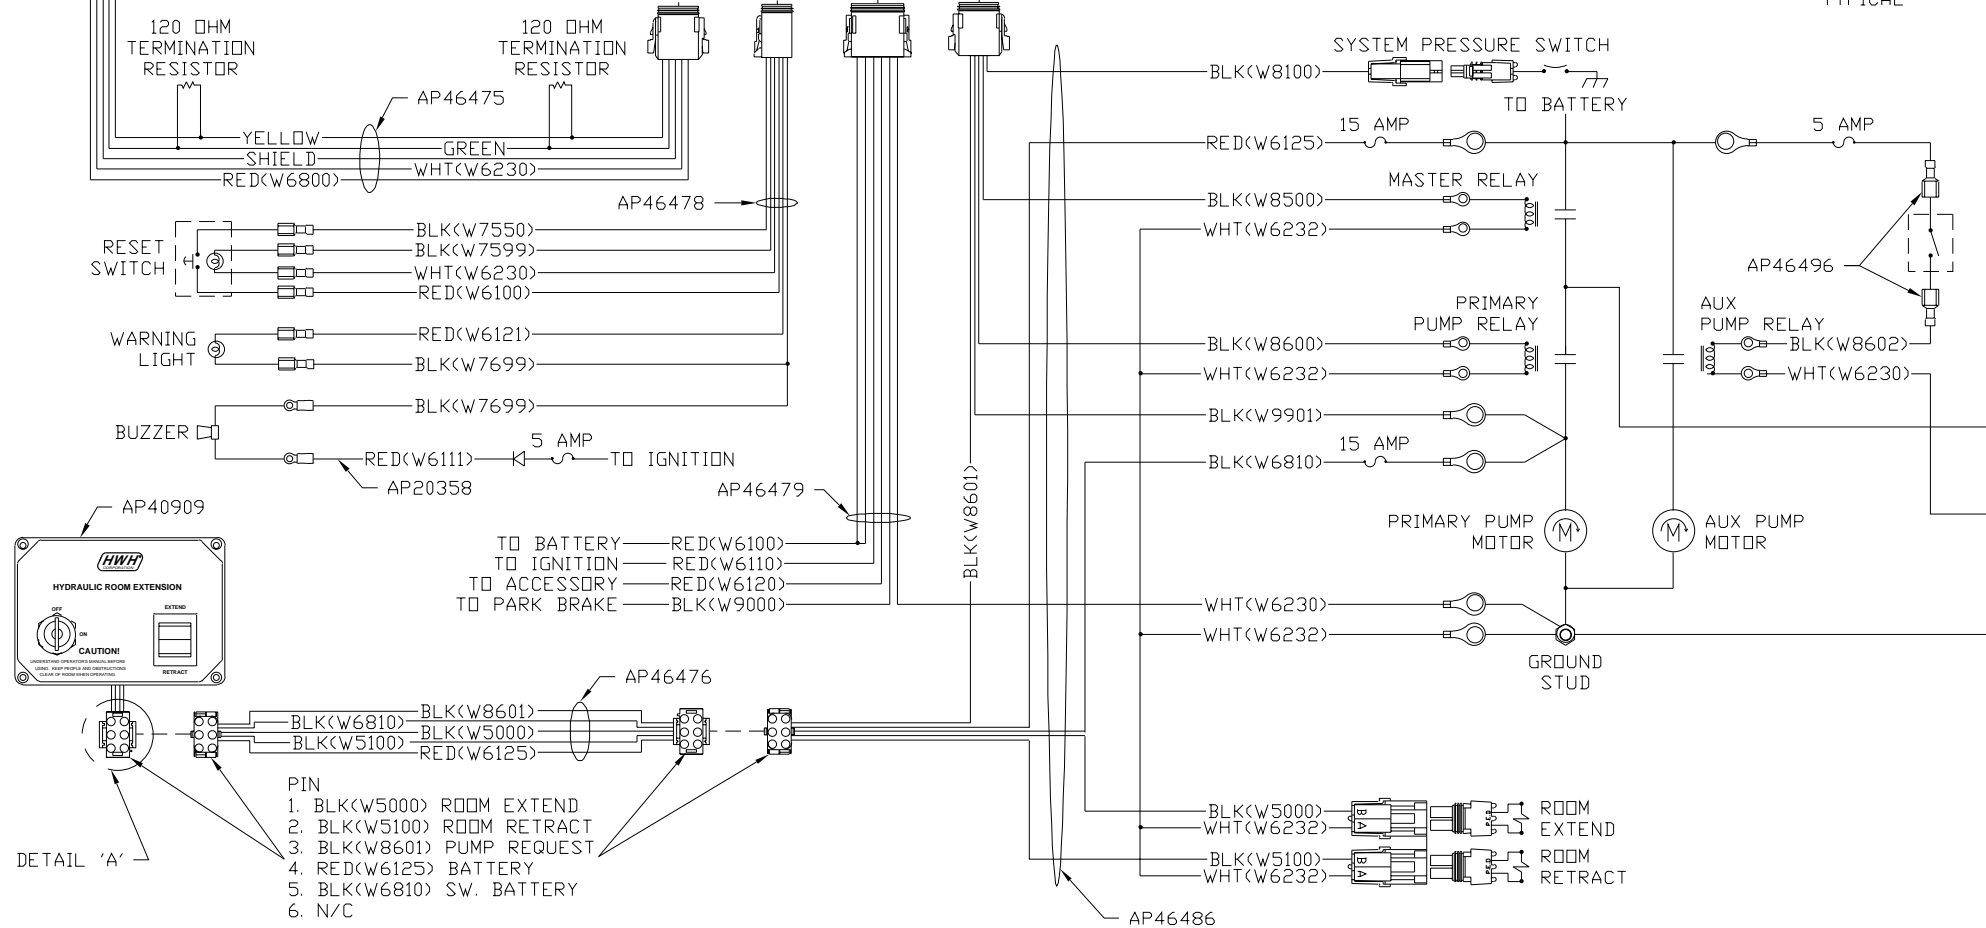 120 OHM
TERMINATION
RESISTOR
120 OHM
TERMINATION
RESISTOR
AP46475
YELLOW
GREEN
SHIELD
WHT(W6230)
RED(W6800)
AP46478
RESET
SWITCH
BLK(W7550)
BLK(W7599)
WHT(W6230)
RED(W6100)
WARNING
LIGHT
RED(W6121)
BLK(W7699)
BUZZER
BLK(W7699)
5 AMP
RED(W6111)
TO IGNITION
AP20358
AP46479
AP40909
HWH
CORPORATION
HYDRAULIC ROOM EXTENSION
OFF
ON
EXTEND
RETRACT
CAUTION!
UNDERSTAND OPERATOR'S MANUAL BEFORE
USING. KEEP PEOPLE AND OBSTRUCTIONS
CLEAR OF ROOM WHEN OPERATING.
TO BATTERY
RED(W6100)
TO IGNITION
RED(W6110)
TO ACCESSORY
RED(W6120)
TO PARK BRAKE
BLK(W9000)
BLK(W8601)
AP46476
BLK(W8601)
BLK(W6810)
BLK(W5000)
BLK(W5100)
RED(W6125)
DETAIL 'A'
PIN
1. BLK(W5000) ROOM EXTEND
2. BLK(W5100) ROOM RETRACT
3. BLK(W8601) PUMP REQUEST
4. RED(W6125) BATTERY
5. BLK(W6810) SW. BATTERY
6. N/C
TYPICAL
SYSTEM PRESSURE SWITCH
BLK(W8100)
TO BATTERY
15 AMP
RED(W6125)
5 AMP
MASTER RELAY
BLK(W8500)
WHT(W6232)
AP46496
PRIMARY
PUMP RELAY
BLK(W8600)
WHT(W6232)
AUX
PUMP RELAY
BLK(W8602)
WHT(W6230)
BLK(W9901)
15 AMP
BLK(W6810)
PRIMARY PUMP
MOTOR
M
M
AUX PUMP
MOTOR
WHT(W6230)
WHT(W6232)
GROUND
STUD
BLK(W5000)
WHT(W6232)
B
A
ROOM
EXTEND
BLK(W5100)
WHT(W6232)
B
A
ROOM
RETRACT
AP46486